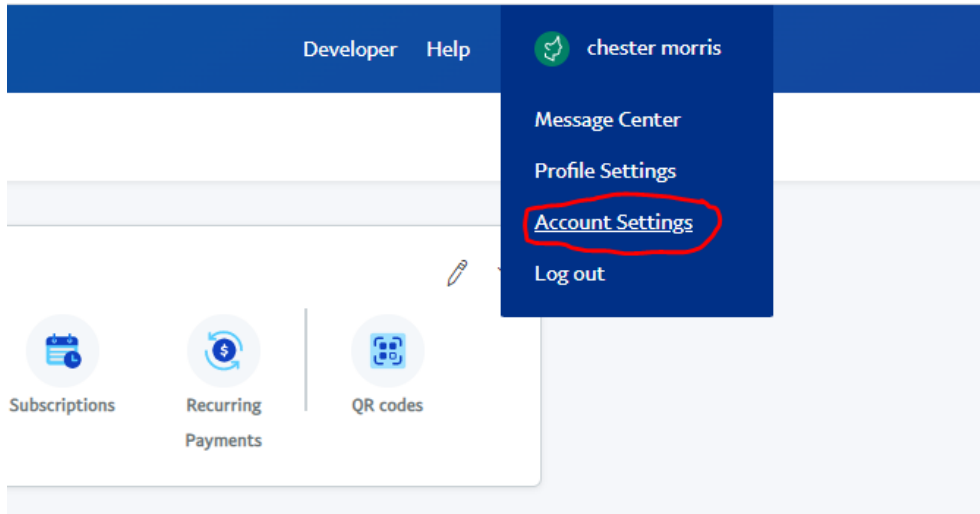 Developer Help chester morris
Message Center
Profile Settings
Account Settings
Log out
Subscriptions
Recurring
Payments
QR codes